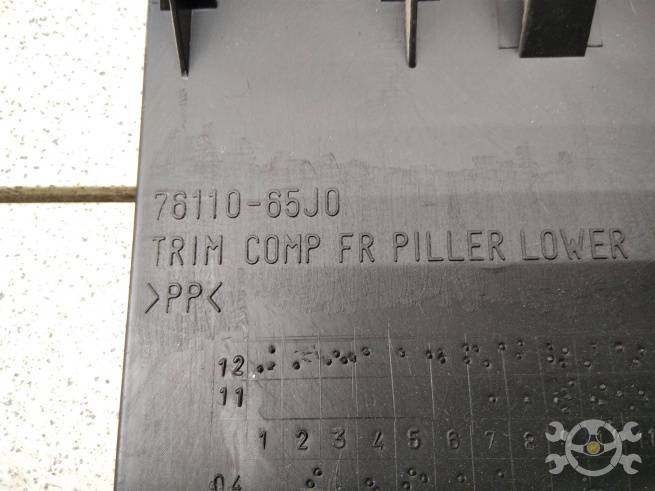 76110-65J0
TRIM COMP FR PILLER LOWER
>PP<
12
11
1 2 3 4 5 6 7 8
04